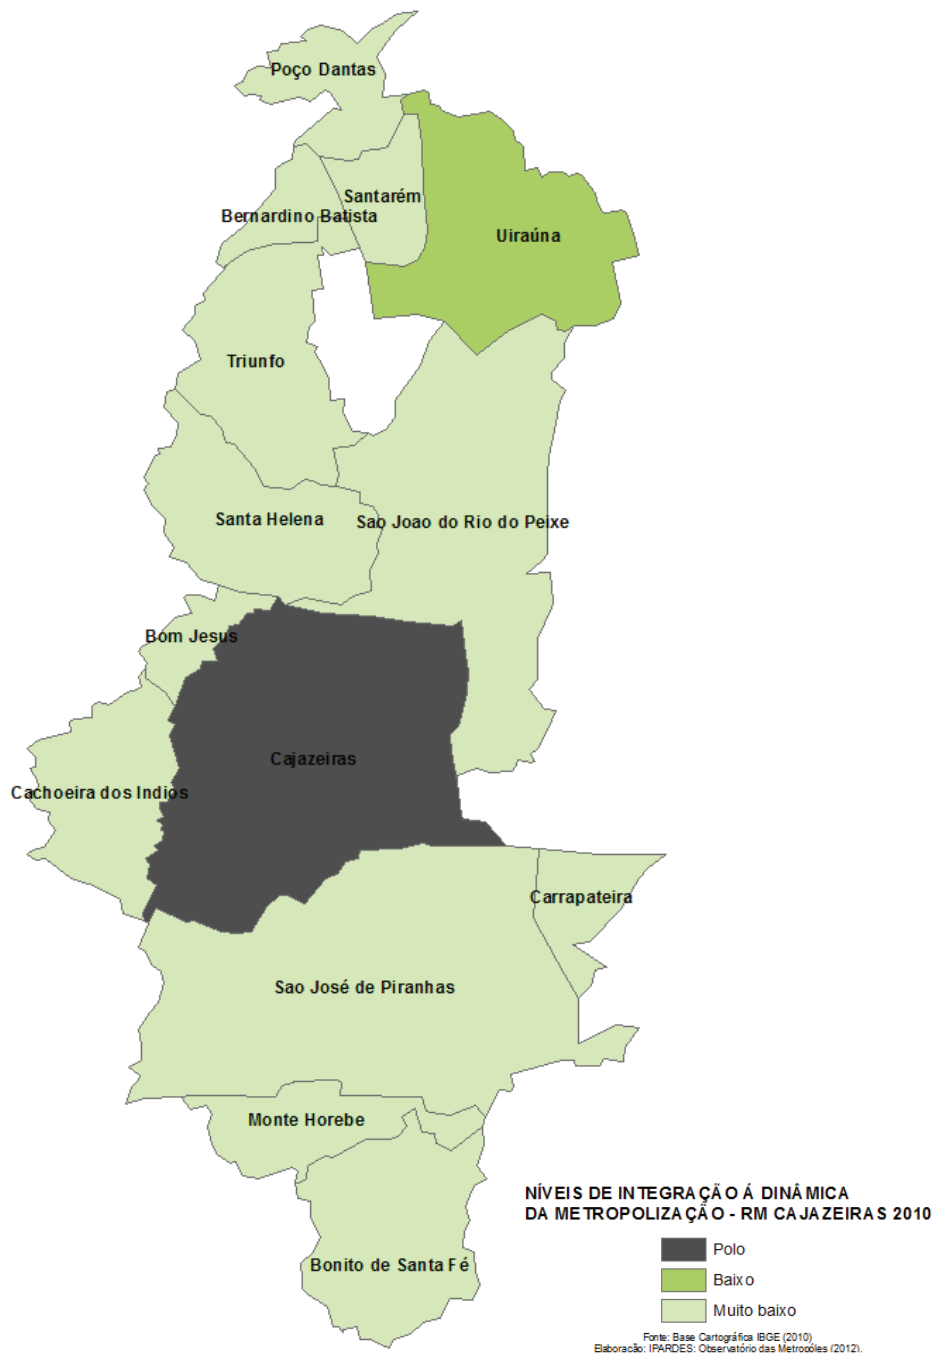 Poço Dantas
Santarém
Bernardino Batista
Uiraúna
Triunfo
Santa Helena
Sao Joao do Rio do Peixe
Bom Jesus
Cajazeiras
Cachoeira dos Indios
Carrapateira
Sao José de Piranhas
Monte Horebe
Bonito de Santa Fé
NÍVEIS DE INTEGRAÇÃO Á DINÂMICA
DA METROPOLIZAÇÃO - RM CAJAZEIRAS 2010
Polo
Baixo
Muito baixo
Fonte: Base Cartográfica IBGE (2010)
Elaboração: IPARDES; Observatório das Metropóles (2012).